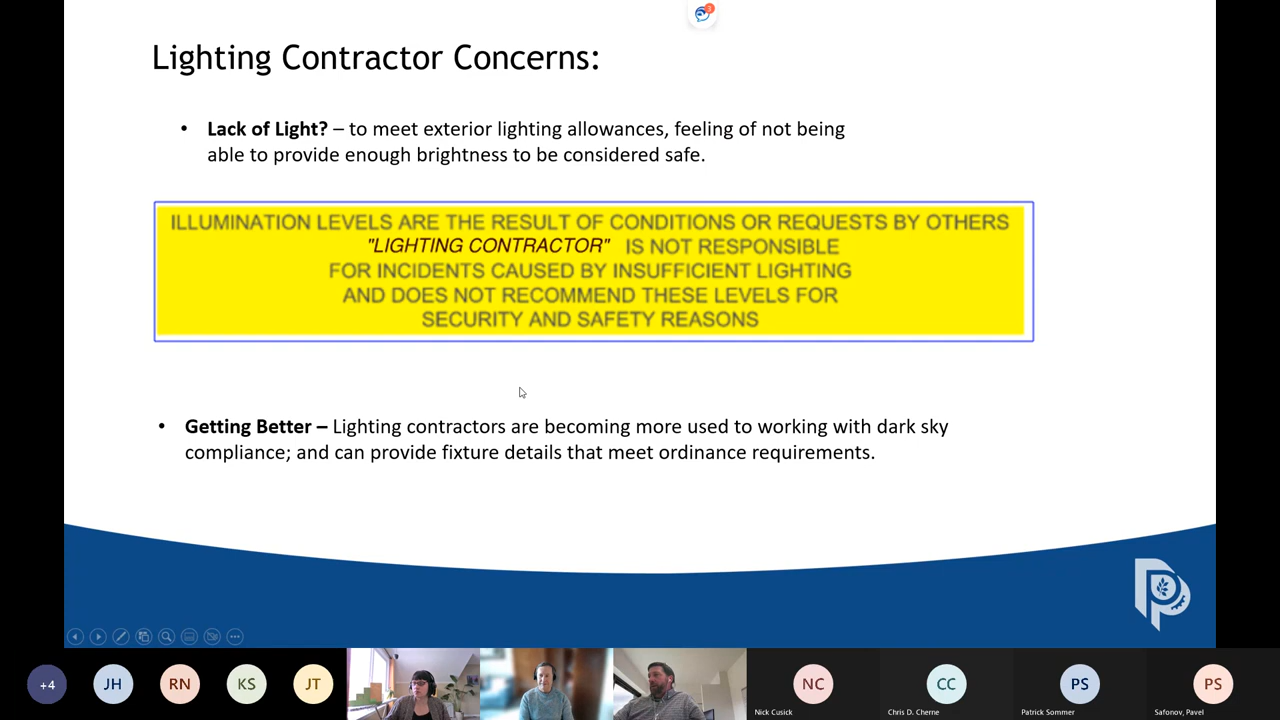 3
Lighting Contractor Concerns:
• Lack of Light? – to meet exterior lighting allowances, feeling of not being
able to provide enough brightness to be considered safe.
ILLUMINATION LEVELS ARE THE RESULT OF CONDITIONS OR REQUESTS BY OTHERS
"LIGHTING CONTRACTOR" IS NOT RESPONSIBLE
FOR INCIDENTS CAUSED BY INSUFFICIENT LIGHTING
AND DOES NOT RECOMMEND THESE LEVELS FOR
SECURITY AND SAFETY REASONS
• Getting Better – Lighting contractors are becoming more used to working with dark sky
compliance; and can provide fixture details that meet ordinance requirements.
+4 JH RN KS JT NC CC PS PS
Nick Cusick Chris D. Cherne Patrick Sommer Safonov, Pavel